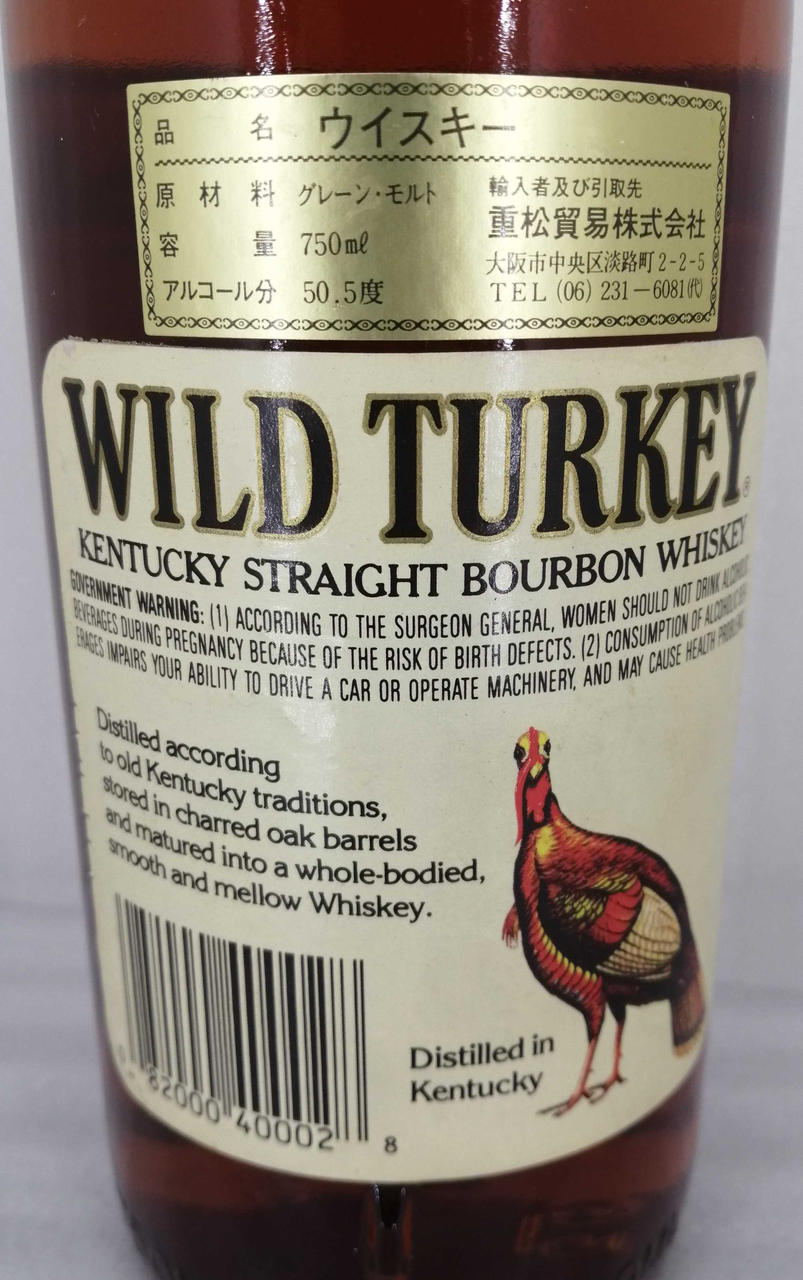 品名 ウイスキー
原材料 グレーン・モルト
容量 750mℓ
アルコール分 50.5度
輸入者及び引取先
重松貿易株式会社
大阪市中央区淡路町2-2-5
TEL (06) 231-6081(代)
WILD TURKEY®
KENTUCKY STRAIGHT BOURBON WHISKEY
GOVERNMENT WARNING: (1) ACCORDING TO THE SURGEON GENERAL, WOMEN SHOULD NOT DRINK
BEVERAGES DURING PREGNANCY BECAUSE OF THE RISK OF BIRTH DEFECTS. (2) CONSUMPTION OF ALCOHOLIC
ERAGES IMPAIRS YOUR ABILITY TO DRIVE A CAR OR OPERATE MACHINERY, AND MAY CAUSE HEALTH
Distilled according
to old Kentucky traditions,
stored in charred oak barrels
and matured into a whole-bodied,
smooth and mellow Whiskey.
Distilled in
Kentucky
0 82000 40002 8